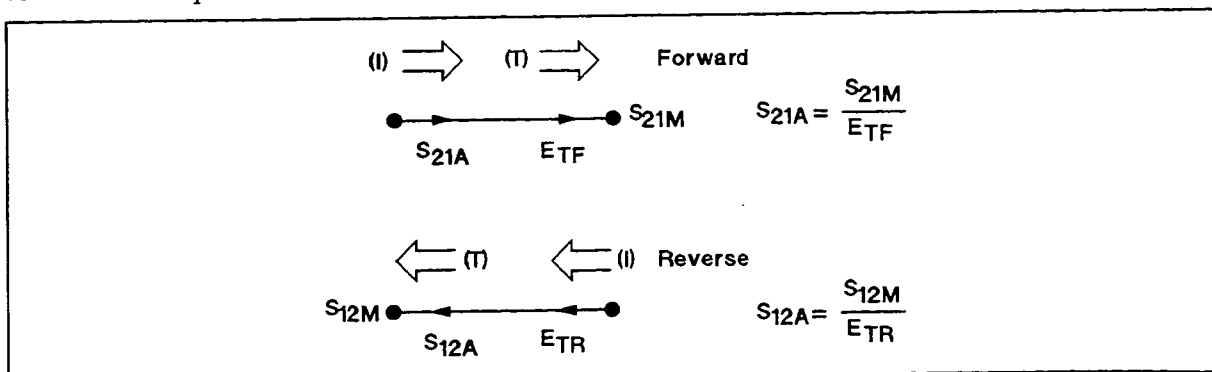 (I) (T) Forward
S21M
S21A ETF
S21A = S21M / ETF
(T) (I) Reverse
S12M
S12A ETR
S12A = S12M / ETR